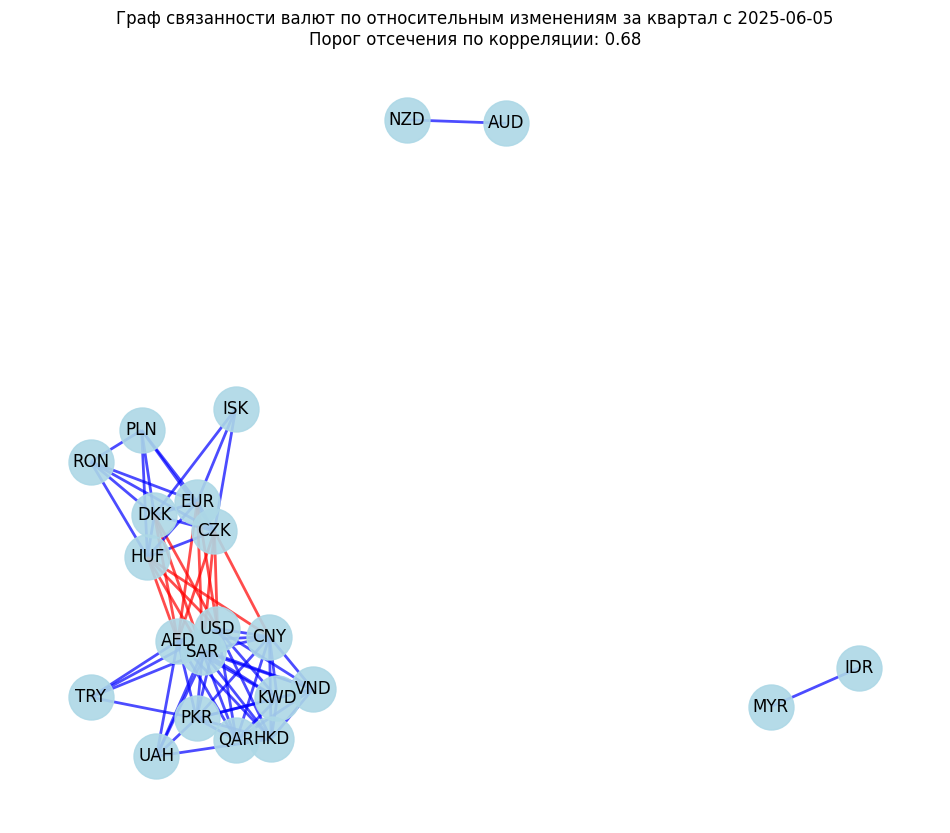 Граф связанности валют по относительным изменениям за квартал с 2025-06-05
Порог отсечения по корреляции: 0.68
NZD
AUD
ISK
PLN
RON
EUR
DKK
CZK
HUF
USD
CNY
AED
SAR
IDR
VND
TRY
KWD
MYR
PKR
QAR
HKD
UAH